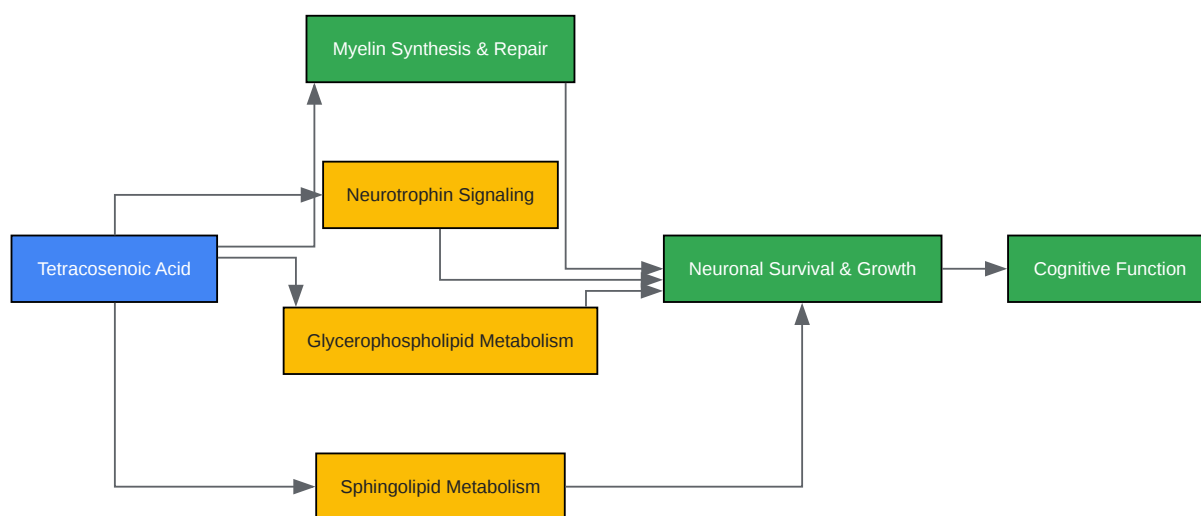 Myelin Synthesis & Repair
Neurotrophin Signaling
Tetracosenoic Acid
Neuronal Survival & Growth
Cognitive Function
Glycerophospholipid Metabolism
Sphingolipid Metabolism